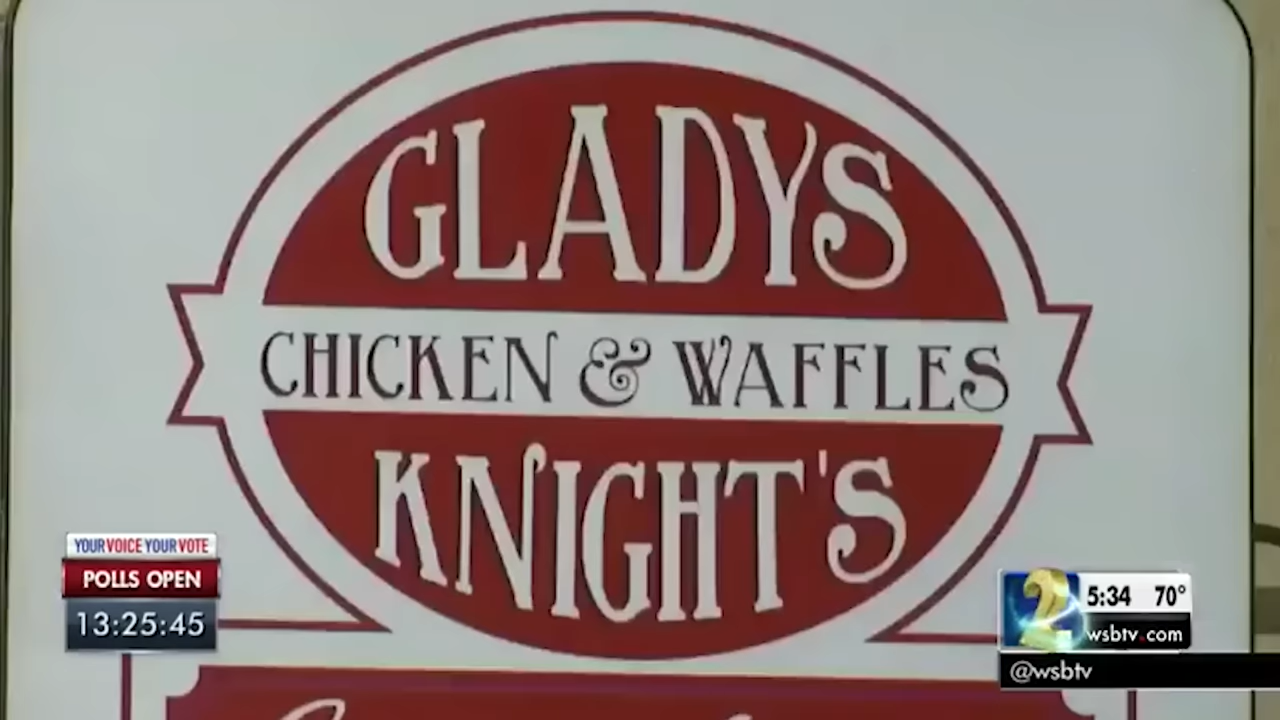 GLADYS
CHICKEN & WAFFLES
KNIGHT'S
YOUR VOICE YOUR VOTE
POLLS OPEN
13:25:45
2
5:34 70°
wsbtv.com
@wsbtv